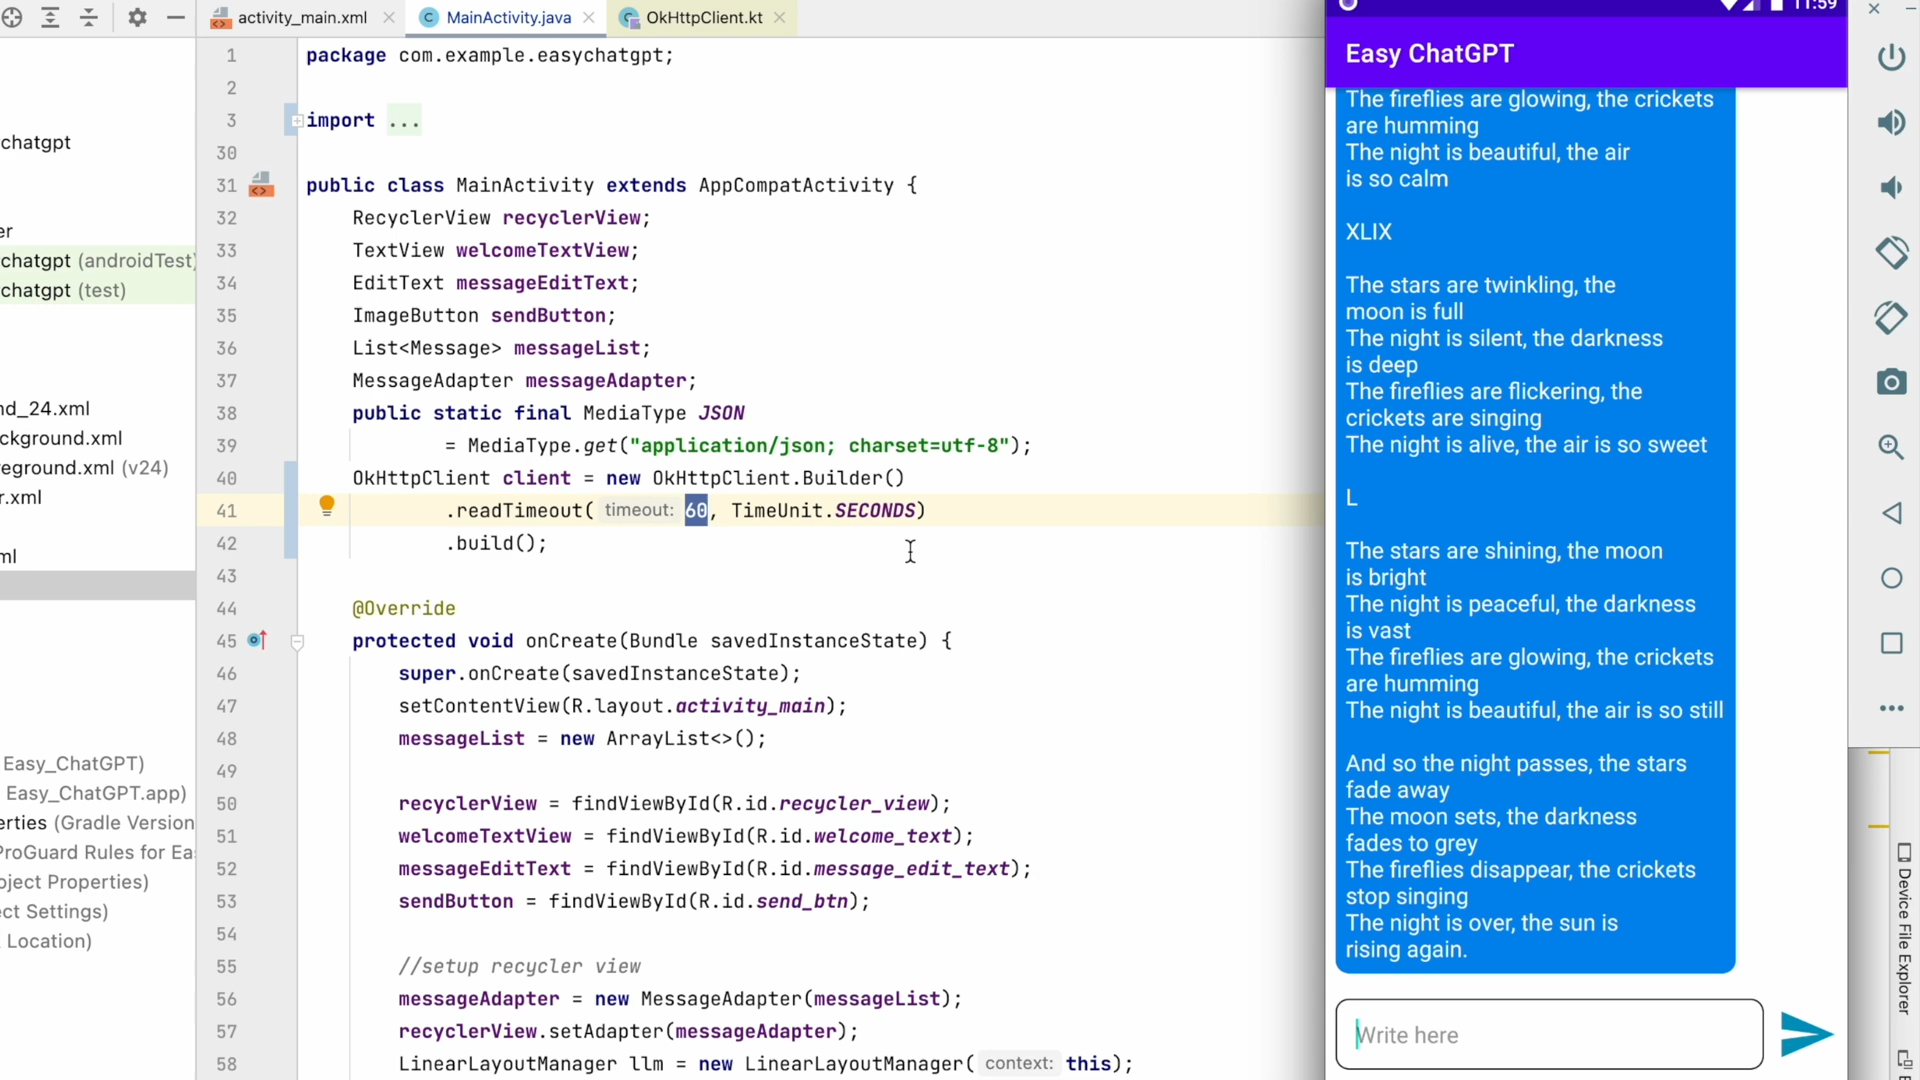 activity_main.xml
MainActivity.java
OkHttpClient.kt
chatgpt
er
chatgpt (androidTest)
chatgpt (test)
nd_24.xml
ckground.xml
reground.xml (v24)
r.xml
ml
Easy_ChatGPT)
Easy_ChatGPT.app)
erties (Gradle Version
ProGuard Rules for Ea
oject Properties)
ect Settings)
Location)
1 package com.example.easychatgpt;
2
3 import ...
30
31 public class MainActivity extends AppCompatActivity {
32 RecyclerView recyclerView;
33 TextView welcomeTextView;
34 EditText messageEditText;
35 ImageButton sendButton;
36 List<Message> messageList;
37 MessageAdapter messageAdapter;
38 public static final MediaType JSON
39 = MediaType.get("application/json; charset=utf-8");
40 OkHttpClient client = new OkHttpClient.Builder()
41 .readTimeout( timeout: 60, TimeUnit.SECONDS)
42 .build();
43
44 @Override
45 protected void onCreate(Bundle savedInstanceState) {
46 super.onCreate(savedInstanceState);
47 setContentView(R.layout.activity_main);
48 messageList = new ArrayList<>();
49
50 recyclerView = findViewById(R.id.recycler_view);
51 welcomeTextView = findViewById(R.id.welcome_text);
52 messageEditText = findViewById(R.id.message_edit_text);
53 sendButton = findViewById(R.id.send_btn);
54
55 //setup recycler view
56 messageAdapter = new MessageAdapter(messageList);
57 recyclerView.setAdapter(messageAdapter);
58 LinearLayoutManager llm = new LinearLayoutManager( context: this);
11:59
Easy ChatGPT
The fireflies are glowing, the crickets
are humming
The night is beautiful, the air
is so calm
XLIX
The stars are twinkling, the
moon is full
The night is silent, the darkness
is deep
The fireflies are flickering, the
crickets are singing
The night is alive, the air is so sweet
L
The stars are shining, the moon
is bright
The night is peaceful, the darkness
is vast
The fireflies are glowing, the crickets
are humming
The night is beautiful, the air is so still
And so the night passes, the stars
fade away
The moon sets, the darkness
fades to grey
The fireflies disappear, the crickets
stop singing
The night is over, the sun is
rising again.
Write here
Device File Explorer